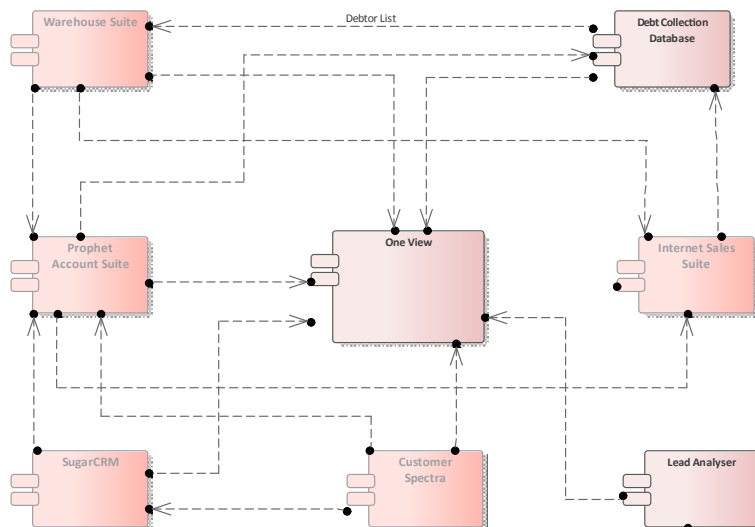 Warehouse Suite
Debtor List
Debt Collection
Database
Prophet
Account Suite
One View
Internet Sales
Suite
SugarCRM
Customer
Spectra
Lead Analyser